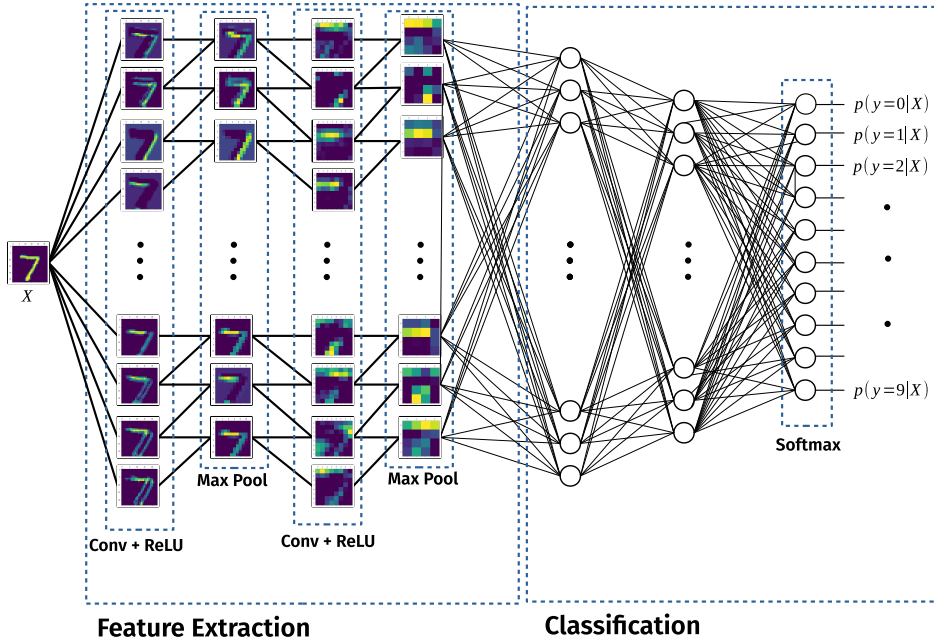 X
Conv + ReLU
Max Pool
Conv + ReLU
Max Pool
Feature Extraction
p(y=0|X)
p(y=1|X)
p(y=2|X)
p(y=9|X)
Softmax
Classification